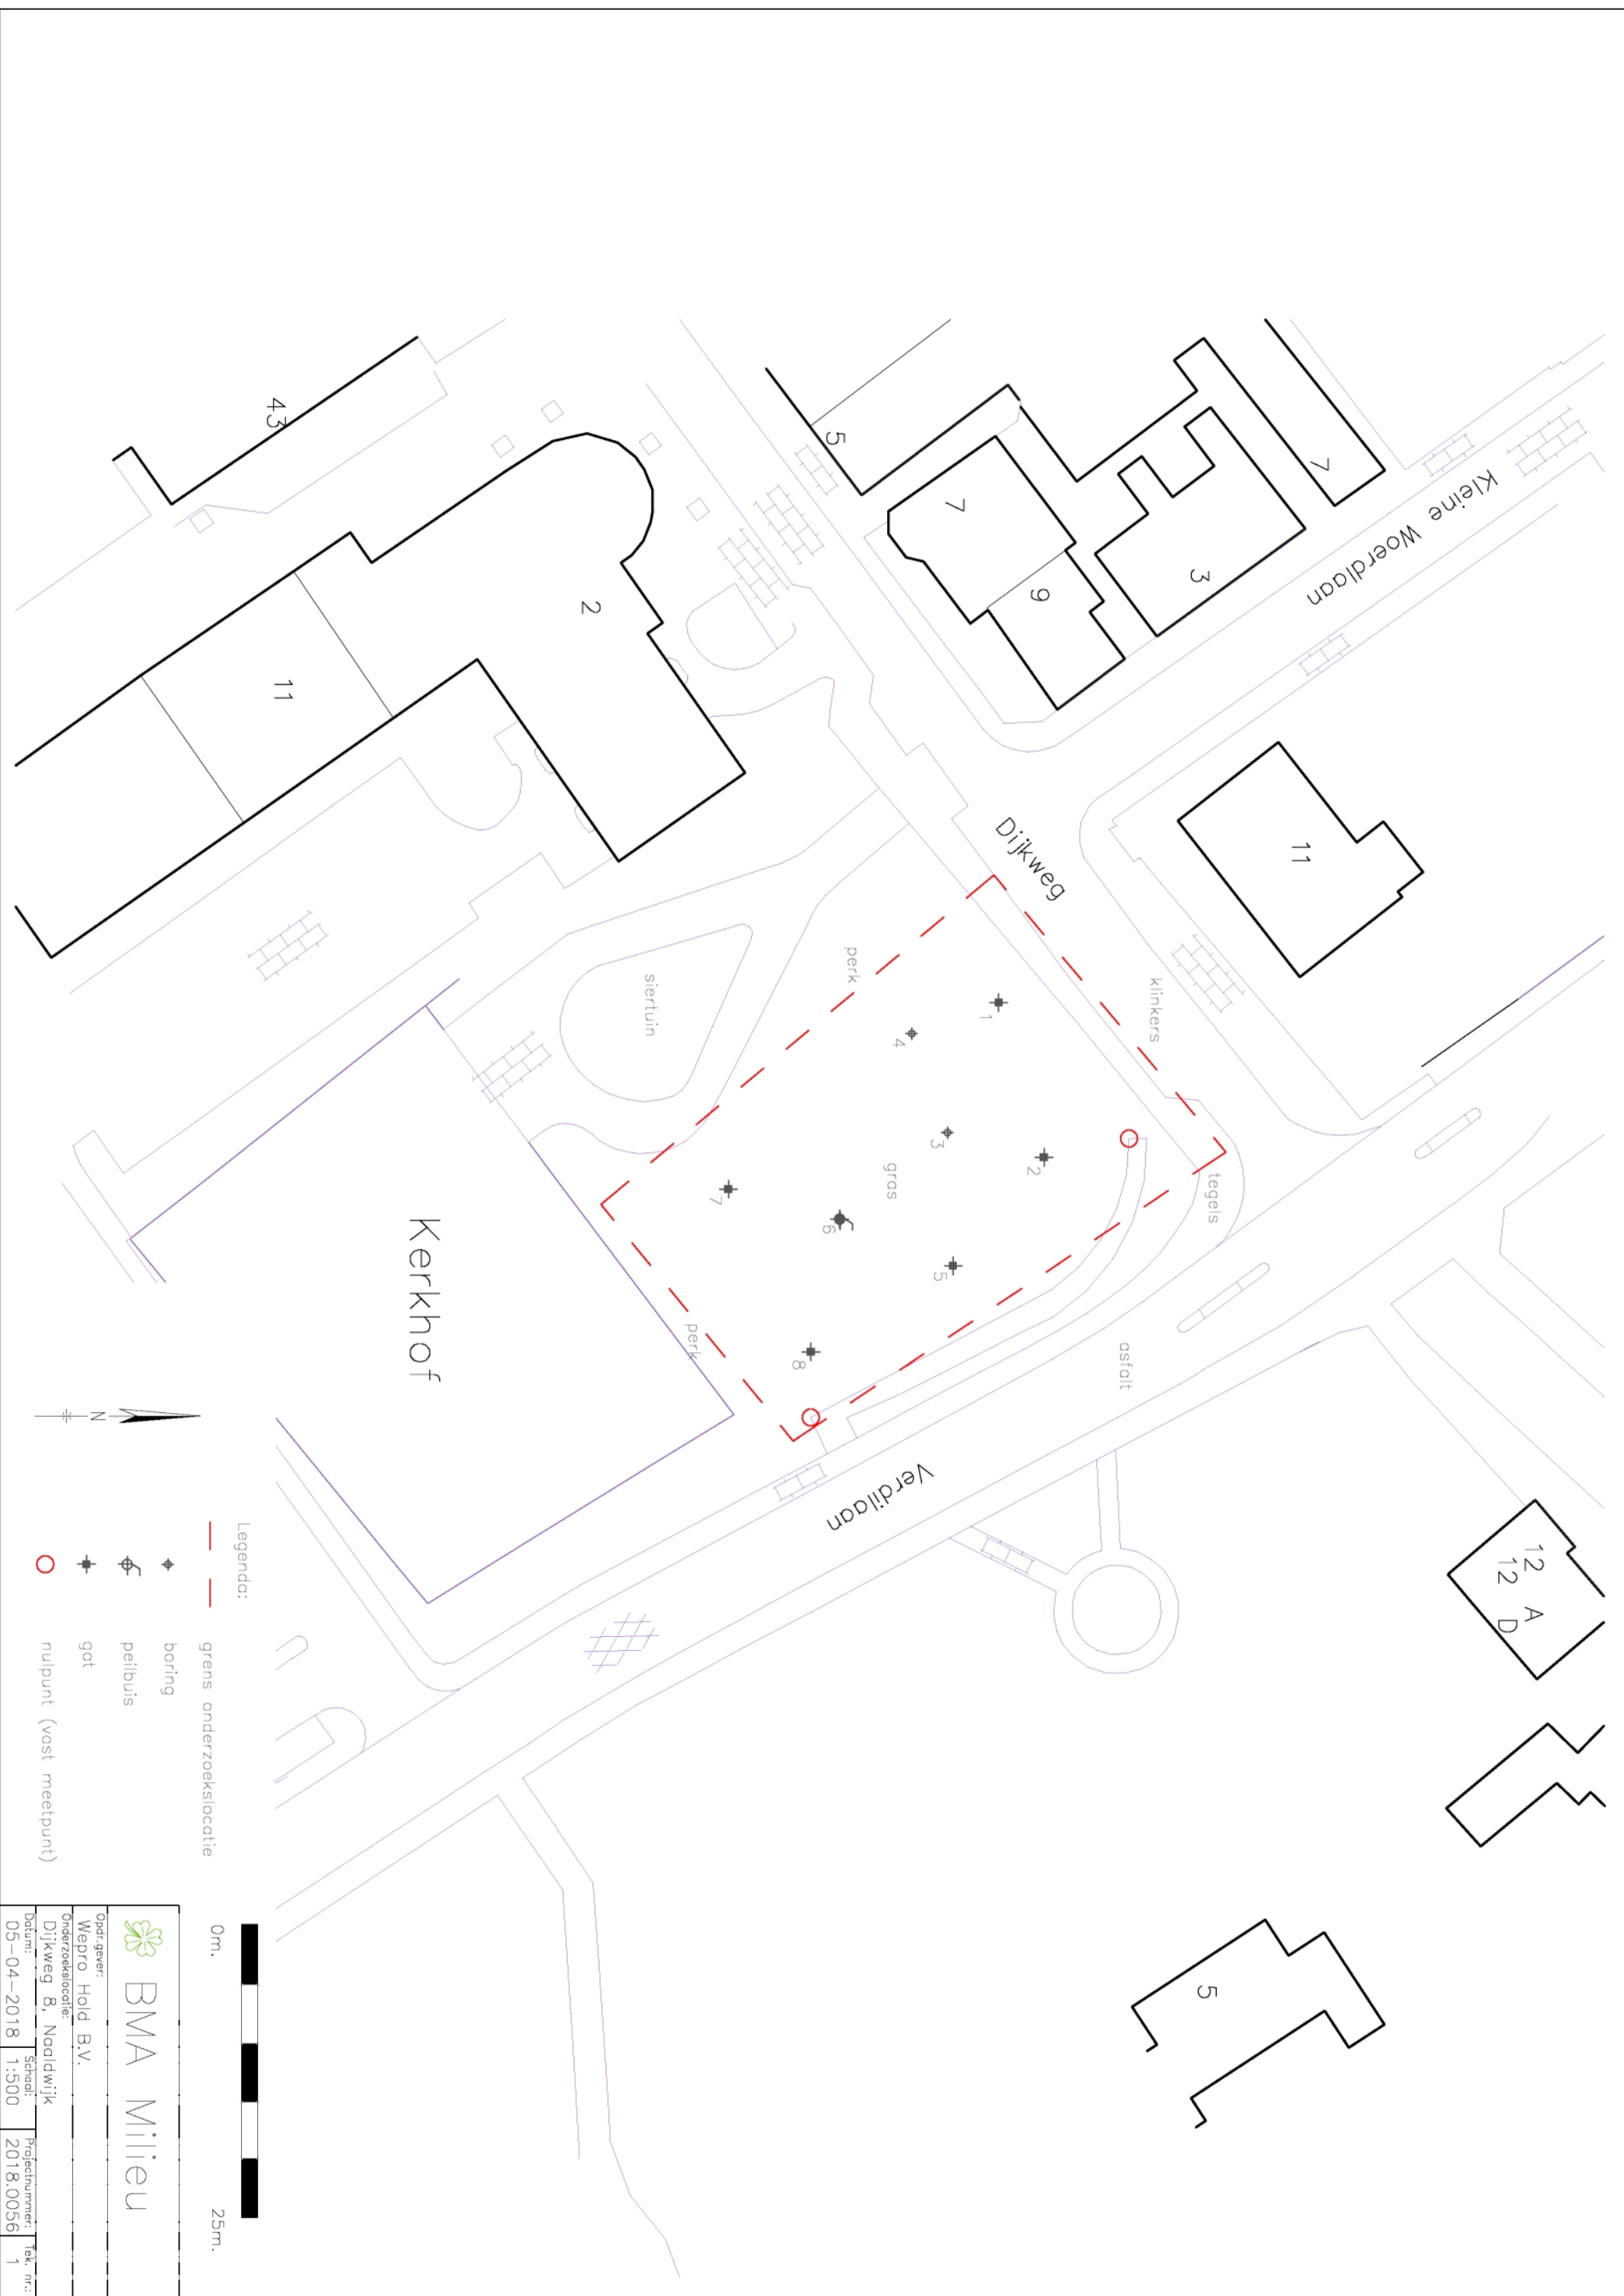 Kleine Woerdlaan
7
3
5
7
9
11
43
2
11
Dijkweg
klinkers
tegels
perk
siertuin
1
4
3
2
gras
7
6
5
8
perk
asfalt
Kerkhof
Verdilaan
12 A
12 D
5
N
Legenda:
grens onderzoekslocatie
boring
peilbuis
gat
nulpunt (vast meetpunt)
0m. 25m.
BMA Milieu
Opdr.gever:
Wepro Hold B.V.
Onderzoekslocatie:
Dijkweg 8, Naaldwijk
Datum: Schaal: Projectnummer: Tek. nr.:
05-04-2018 1:500 2018.0056 1